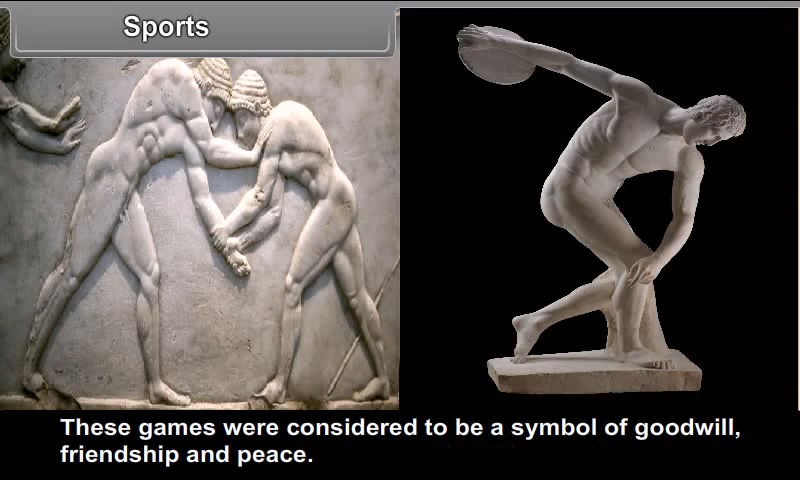 Sports
These games were considered to be a symbol of goodwill,
friendship and peace.